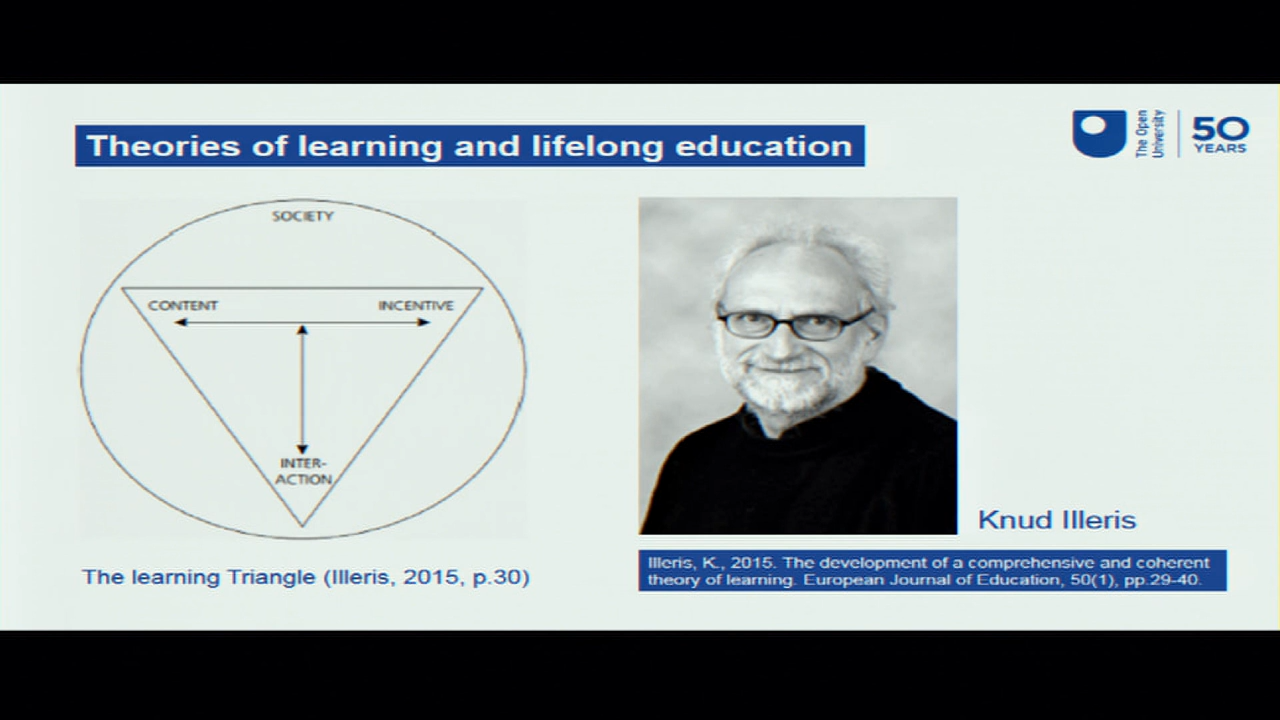 Theories of learning and lifelong education
The Open
University
50
YEARS
SOCIETY
CONTENT
INCENTIVE
INTER-
ACTION
The learning Triangle (Illeris, 2015, p.30)
Knud Illeris
Illeris, K., 2015. The development of a comprehensive and coherent
theory of learning. European Journal of Education, 50(1), pp.29-40.